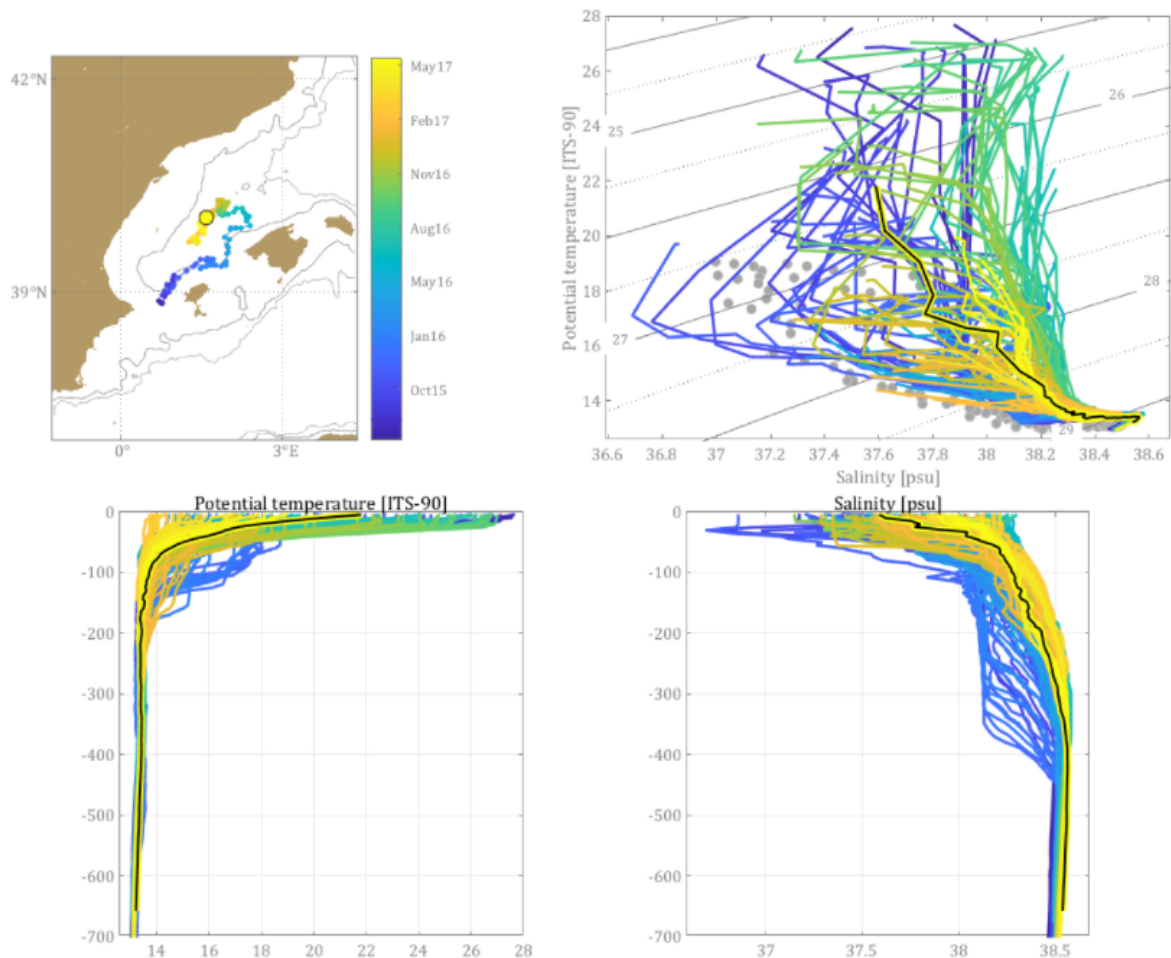 42°N
39°N
0°
3°E
May17
Feb17
Nov16
Aug16
May16
Jan16
Oct15
28
26
24
22
20
18
16
14
Potential temperature [ITS-90]
25
26
27
28
29
36.6 36.8 37 37.2 37.4 37.6 37.8 38 38.2 38.4 38.6
Salinity [psu]
Potential temperature [ITS-90]
0
-100
-200
-300
-400
-500
-600
-700
14 16 18 20 22 24 26 28
Salinity [psu]
0
-100
-200
-300
-400
-500
-600
-700
37 37.5 38 38.5